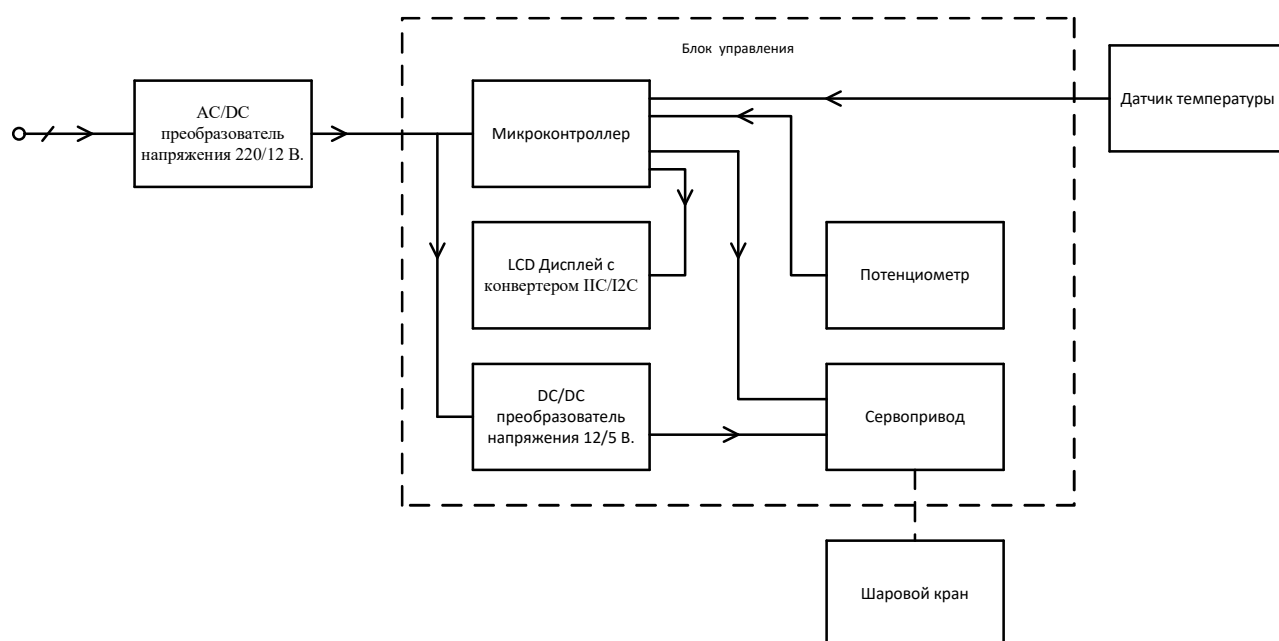 Блок управления
Датчик температуры
AC/DC
преобразователь
напряжения 220/12 В.
Микроконтроллер
LCD Дисплей с
конвертером IIC/I2C
Потенциометр
DC/DC
преобразователь
напряжения 12/5 В.
Сервопривод
Шаровой кран